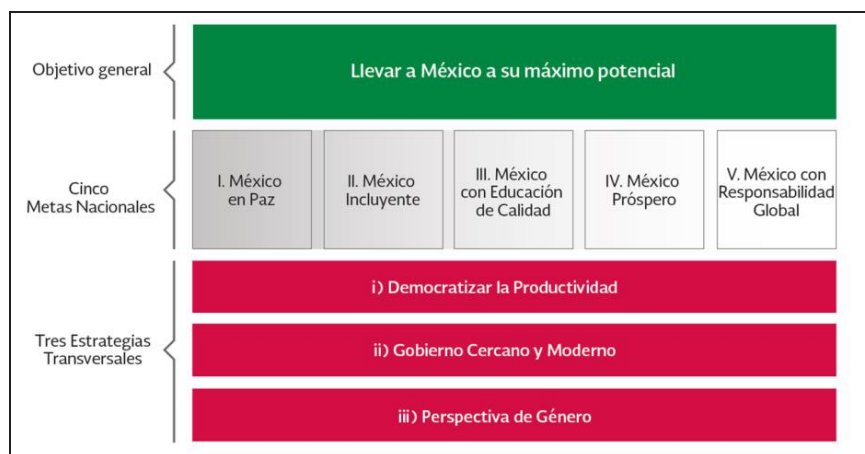 Objetivo general
Llevar a México a su máximo potencial
Cinco
Metas Nacionales
I. México
en Paz
II. México
Incluyente
III. México
con Educación
de Calidad
IV. México
Próspero
V. México con
Responsabilidad
Global
Tres Estrategias
Transversales
i) Democratizar la Productividad
ii) Gobierno Cercano y Moderno
iii) Perspectiva de Género